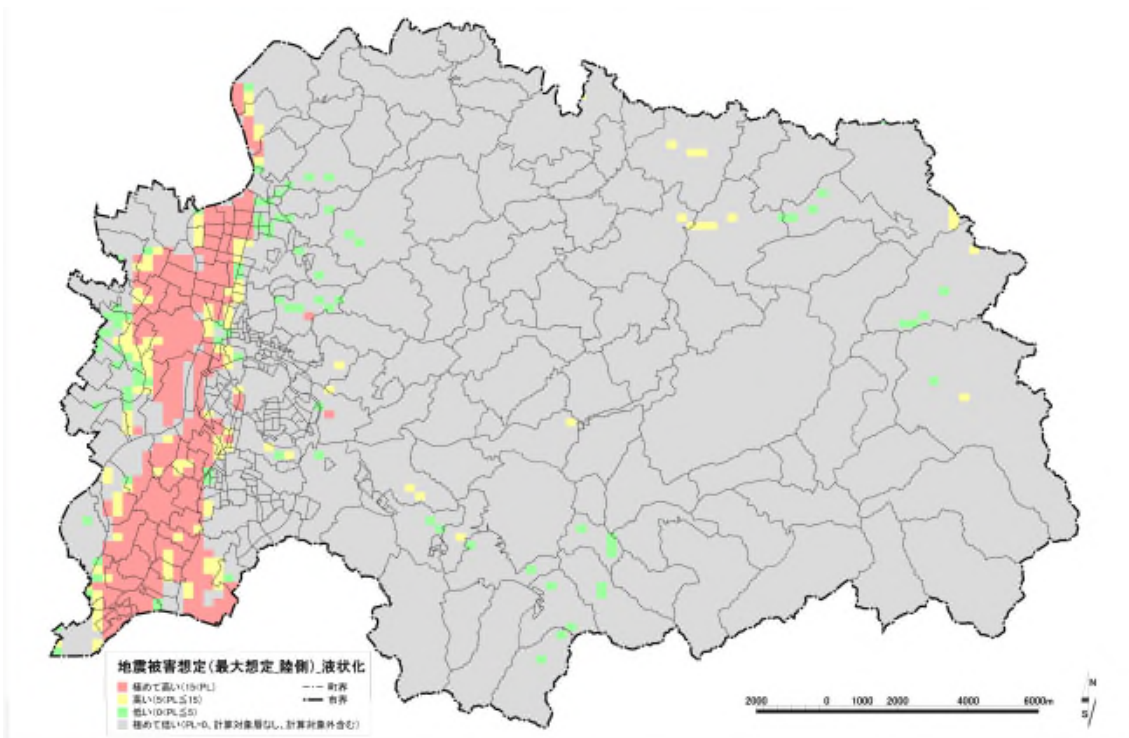 地震被害想定(最大想定_陸側)_液状化
極めて高い(15<PL)
高い(5<PL≦15)
低い(0<PL≦5)
極めて低い(PL=0、計算対象層なし、計算対象外含む)
町界
市界
2000 0 1000 2000 4000 6000m
N
S